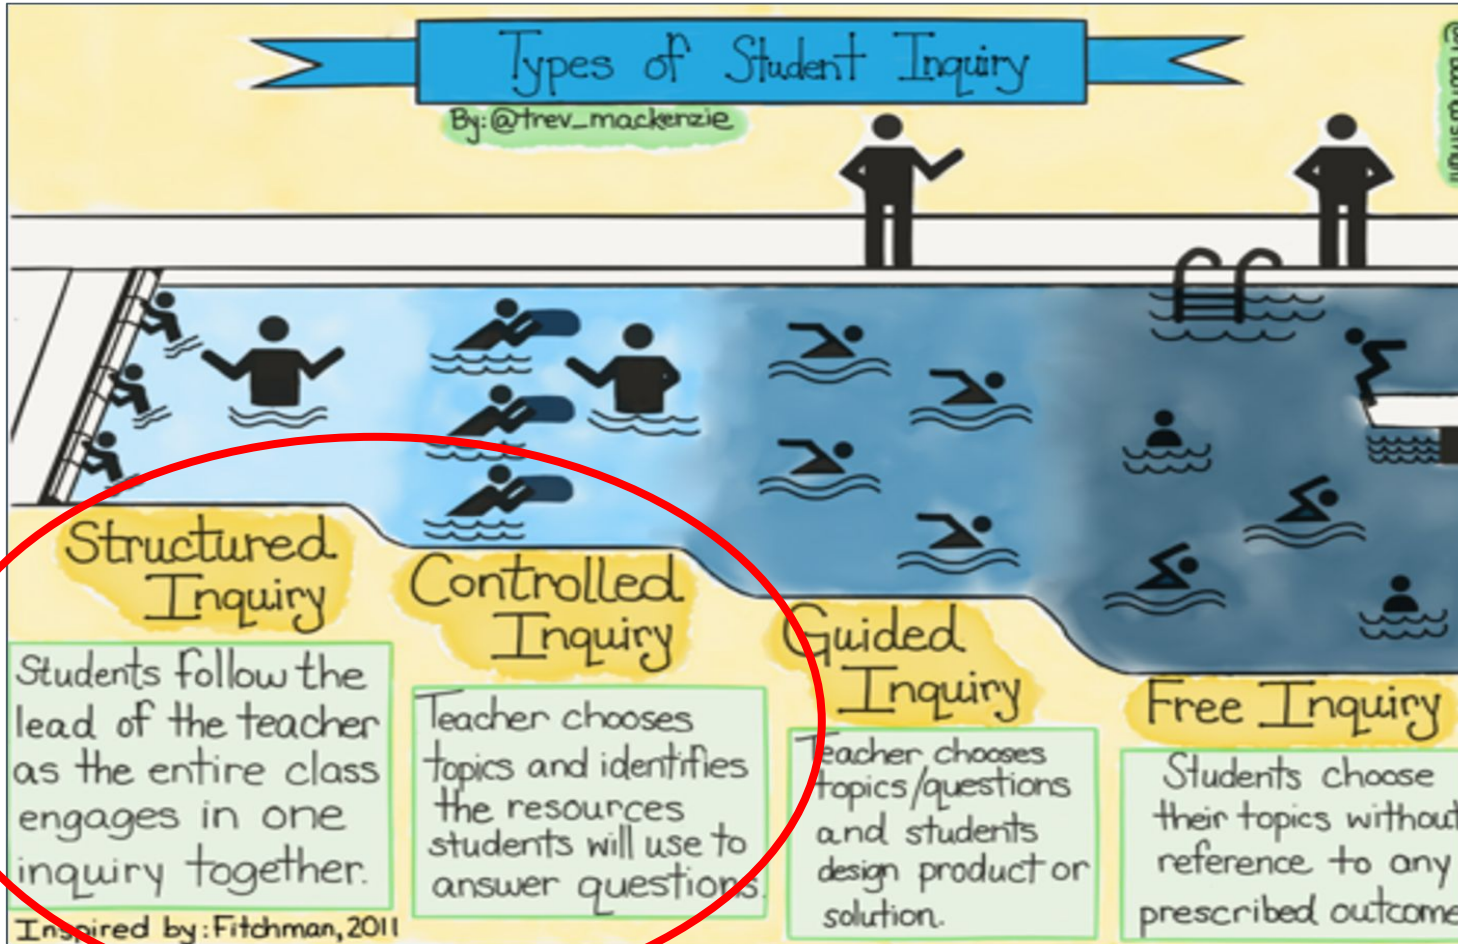 Types of Student Inquiry
By: @trev_mackenzie
Structured
Inquiry
Students follow the
lead of the teacher
as the entire class
engages in one
inquiry together.
Inspired by: Fitchman, 2011
Controlled
Inquiry
Teacher chooses
topics and identifies
the resources
students will use to
answer questions.
Guided
Inquiry
Teacher chooses
topics/questions
and students
design product or
solution.
Free Inquiry
Students choose
their topics without
reference to any
prescribed outcome